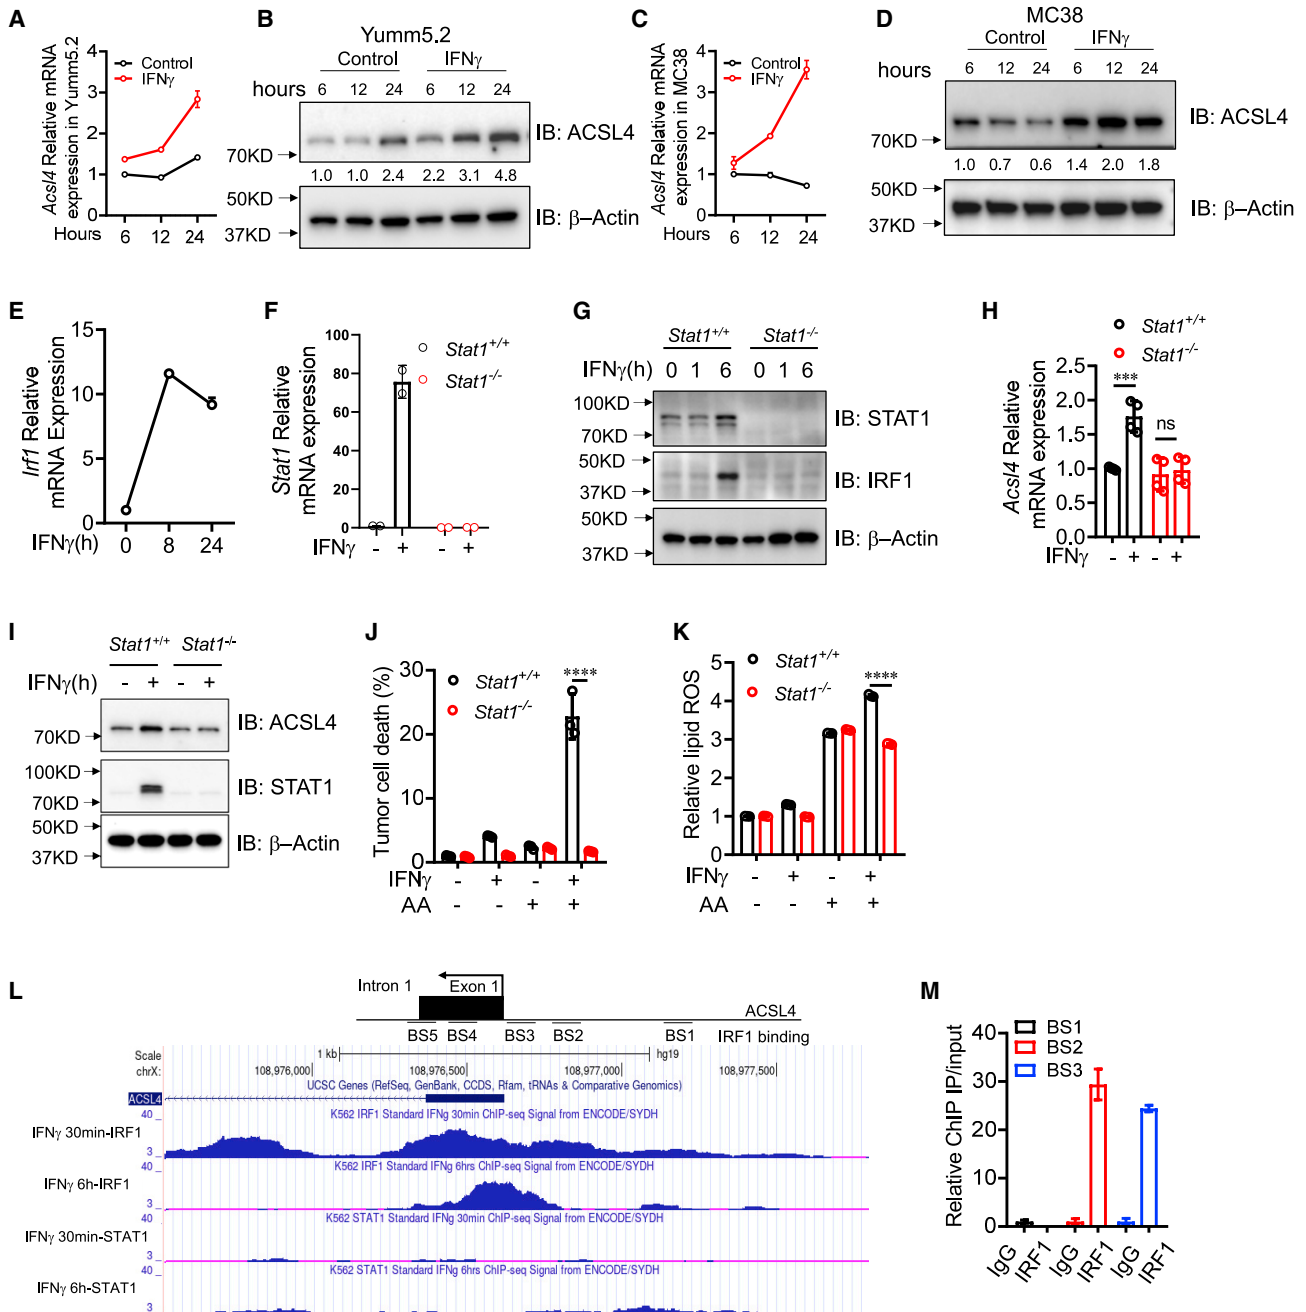 A
Acsl4 Relative mRNA
expression in Yumm5.2
4
3
2
1
0
Control
IFNγ
Hours 6 12 24
B
Yumm5.2
Control IFNγ
hours 6 12 24 6 12 24
IB: ACSL4
70KD
1.0 1.0 2.4 2.2 3.1 4.8
50KD
37KD
IB: β–Actin
C
Acsl4 Relative mRNA
expression in MC38
4
3
2
1
0
Control
IFNγ
Hours 6 12 24
D
MC38
Control IFNγ
hours 6 12 24 6 12 24
IB: ACSL4
70KD
1.0 0.7 0.6 1.4 2.0 1.8
50KD
37KD
IB: β–Actin
E
Irf1 Relative
mRNA Expression
15
10
5
0
IFNγ(h) 0 8 24
F
Stat1 Relative
mRNA expression
100
80
60
40
20
0
Stat1+/+
Stat1-/-
IFNγ - + - +
G
Stat1+/+ Stat1-/-
IFNγ(h) 0 1 6 0 1 6
100KD
70KD
IB: STAT1
50KD
37KD
IB: IRF1
50KD
37KD
IB: β–Actin
H
Stat1+/+
Stat1-/-
Acsl4 Relative
mRNA expression
2.5
2.0
1.5
1.0
0.5
0.0
***
ns
IFNγ - + - +
I
Stat1+/+ Stat1-/-
IFNγ(h) - + - +
IB: ACSL4
70KD
100KD
70KD
IB: STAT1
50KD
37KD
IB: β–Actin
J
Tumor cell death (%)
30
20
10
0
Stat1+/+
Stat1-/-
****
IFNγ - + - +
AA - - + +
K
Relative lipid ROS
5
4
3
2
1
0
Stat1+/+
Stat1-/-
****
IFNγ - + - +
AA - - + +
L
Intron 1 Exon 1
ACSL4
BS5 BS4 BS3 BS2 BS1 IRF1 binding
Scale 1 kb hg19
chrX: 108,976,000 108,976,500 108,977,000 108,977,500
UCSC Genes (RefSeq, GenBank, CCDS, Rfam, tRNAs & Comparative Genomics)
ACSL4
K562 IRF1 Standard IFNg 30min ChIP-seq Signal from ENCODE/SYDH
40
IFNγ 30min-IRF1
3
K562 IRF1 Standard IFNg 6hrs ChIP-seq Signal from ENCODE/SYDH
40
IFNγ 6h-IRF1
3
K562 STAT1 Standard IFNg 30min ChIP-seq Signal from ENCODE/SYDH
40
IFNγ 30min-STAT1
3
K562 STAT1 Standard IFNg 6hrs ChIP-seq Signal from ENCODE/SYDH
40
IFNγ 6h-STAT1
3
M
Relative ChIP IP/input
40
30
20
10
0
BS1
BS2
BS3
IgG IRF1 IgG IRF1 IgG IRF1